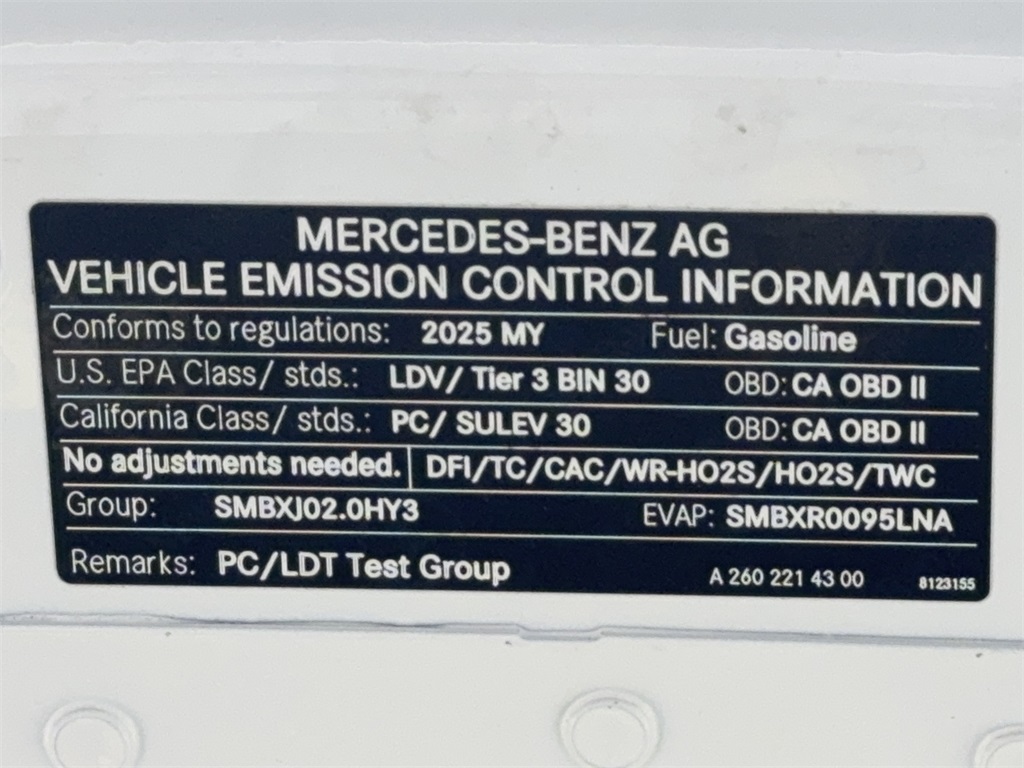 MERCEDES-BENZ AG
VEHICLE EMISSION CONTROL INFORMATION
Conforms to regulations: 2025 MY Fuel: Gasoline
U.S. EPA Class/ stds.: LDV/ Tier 3 BIN 30 OBD: CA OBD II
California Class/ stds.: PC/ SULEV 30 OBD: CA OBD II
No adjustments needed. DFI/TC/CAC/WR-HO2S/HO2S/TWC
Group: SMBXJ02.0HY3 EVAP: SMBXR0095LNA
Remarks: PC/LDT Test Group A 260 221 43 00 8123155